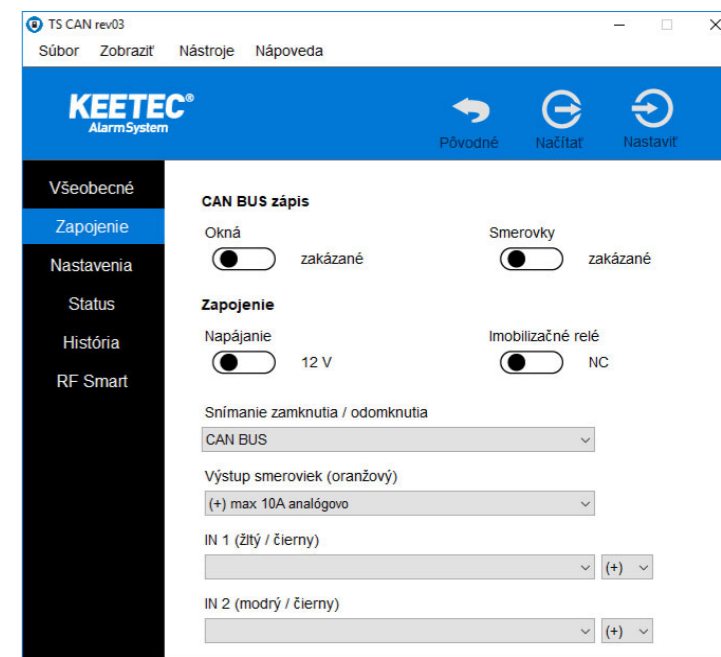 TS CAN rev03
Súbor Zobraziť Nástroje Nápoveda
KEETEC®
AlarmSystem
Pôvodné Načítať Nastaviť
Všeobecné
Zapojenie
Nastavenia
Status
História
RF Smart
CAN BUS zápis
Okná Smerovky
zakázané zakázané
Zapojenie
Napájanie Imobilizačné relé
12 V NC
Snímanie zamknutia / odomknutia
CAN BUS
Výstup smeroviek (oranžový)
(+) max 10A analógovo
IN 1 (žltý / čierny)
(+)
IN 2 (modrý / čierny)
(+)